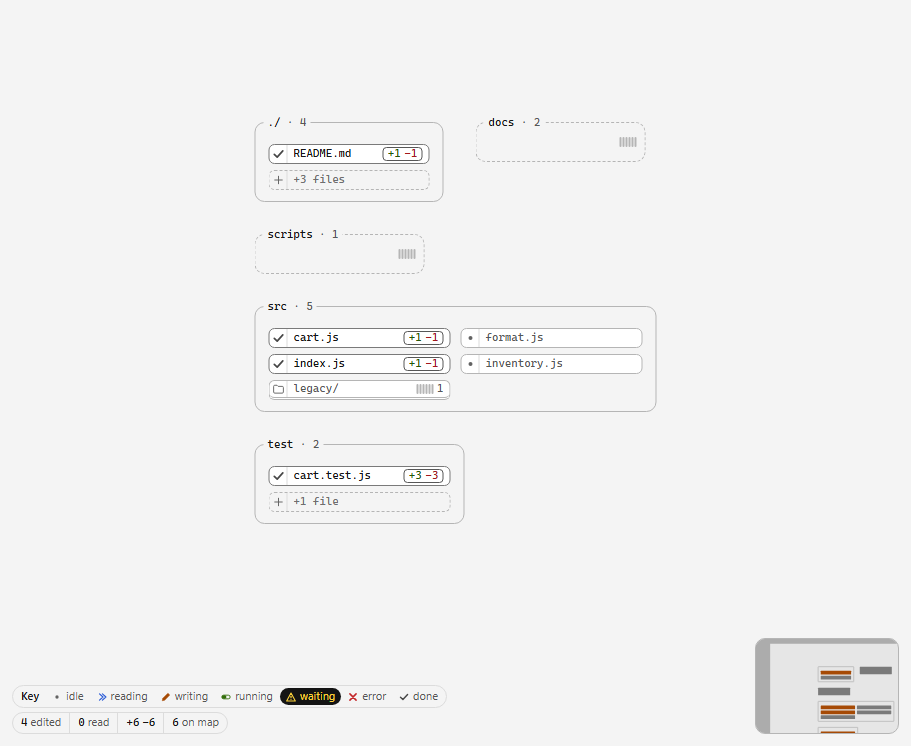 ./ · 4
docs · 2
README.md +1 −1
+3 files
scripts · 1
src · 5
cart.js +1 −1
format.js
index.js +1 −1
inventory.js
legacy/ 1
test · 2
cart.test.js +3 −3
+1 file
Key idle reading writing running waiting error done
4 edited 0 read +6 −6 6 on map